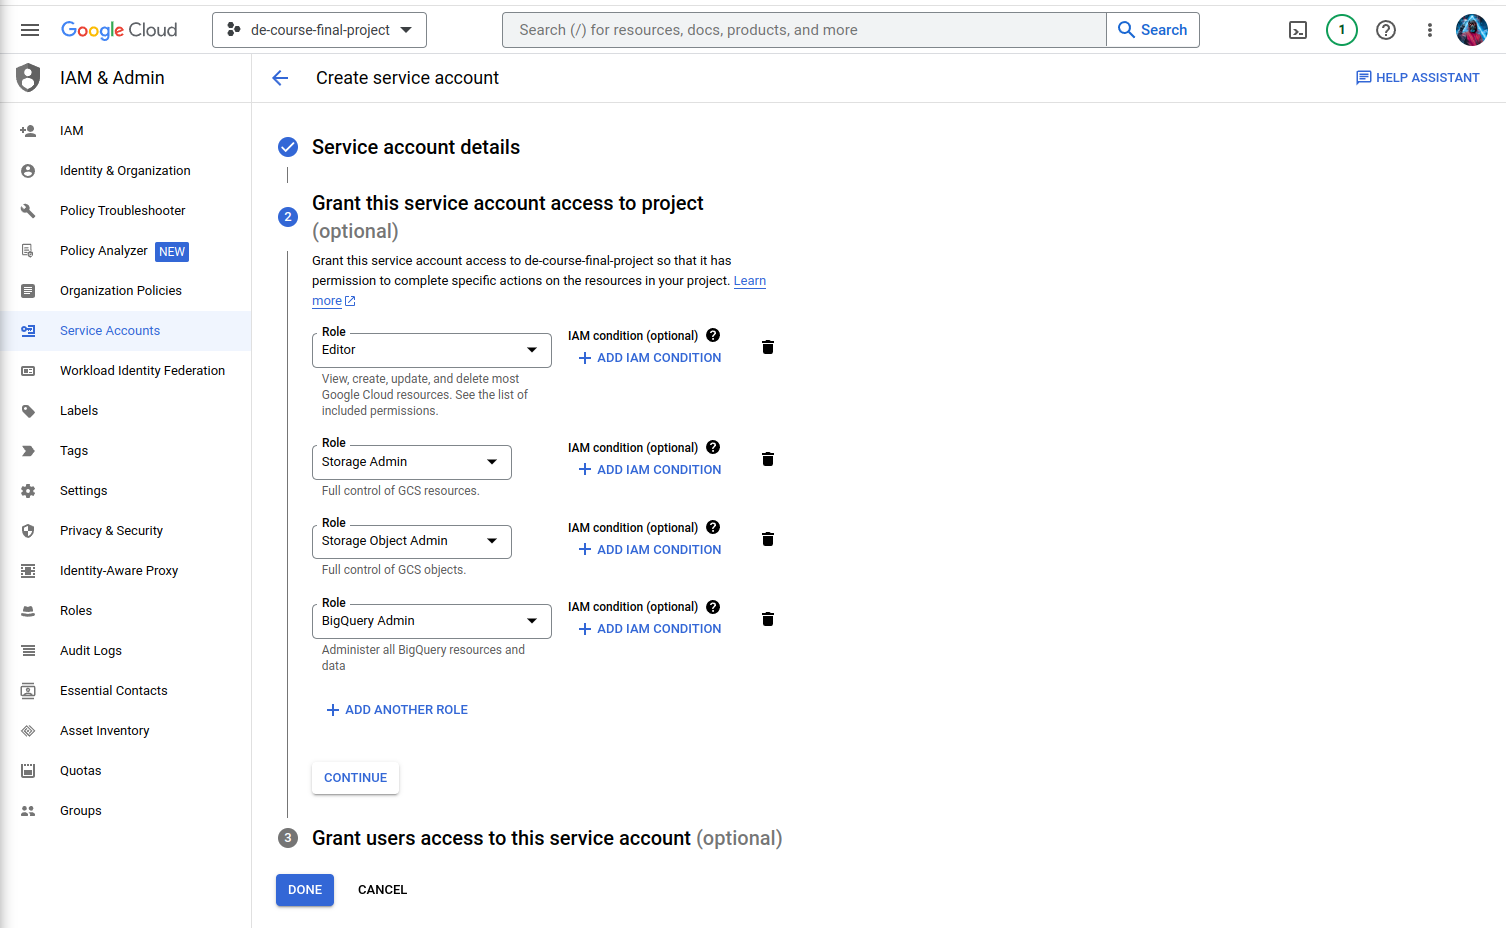 Google Cloud
de-course-final-project
Search (/) for resources, docs, products, and more
Search
1
IAM & Admin
Create service account
HELP ASSISTANT
IAM
Identity & Organization
Policy Troubleshooter
Policy Analyzer NEW
Organization Policies
Service Accounts
Workload Identity Federation
Labels
Tags
Settings
Privacy & Security
Identity-Aware Proxy
Roles
Audit Logs
Essential Contacts
Asset Inventory
Quotas
Groups
Service account details
2
Grant this service account access to project
(optional)
Grant this service account access to de-course-final-project so that it has
permission to complete specific actions on the resources in your project. Learn
more
Role
Editor
IAM condition (optional) ?
+ ADD IAM CONDITION
View, create, update, and delete most
Google Cloud resources. See the list of
included permissions.
Role
Storage Admin
IAM condition (optional) ?
+ ADD IAM CONDITION
Full control of GCS resources.
Role
Storage Object Admin
IAM condition (optional) ?
+ ADD IAM CONDITION
Full control of GCS objects.
Role
BigQuery Admin
IAM condition (optional) ?
+ ADD IAM CONDITION
Administer all BigQuery resources and
data
+ ADD ANOTHER ROLE
CONTINUE
3 Grant users access to this service account (optional)
DONE
CANCEL